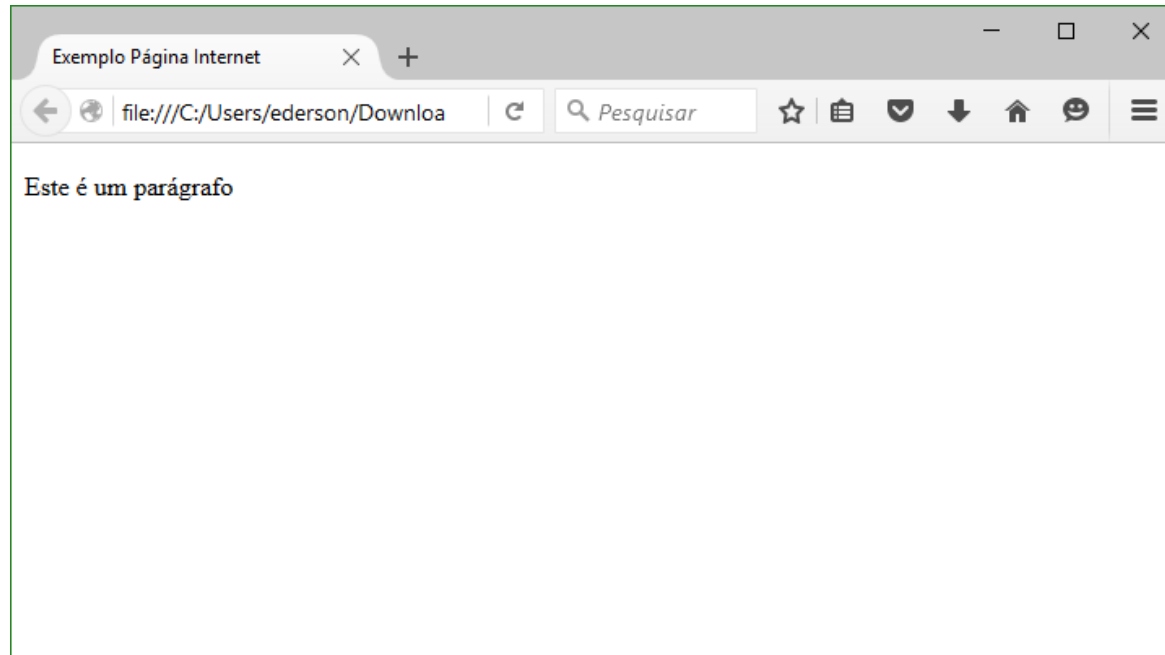 Exemplo Página Internet
file:///C:/Users/ederson/Downloa
Pesquisar
Este é um parágrafo